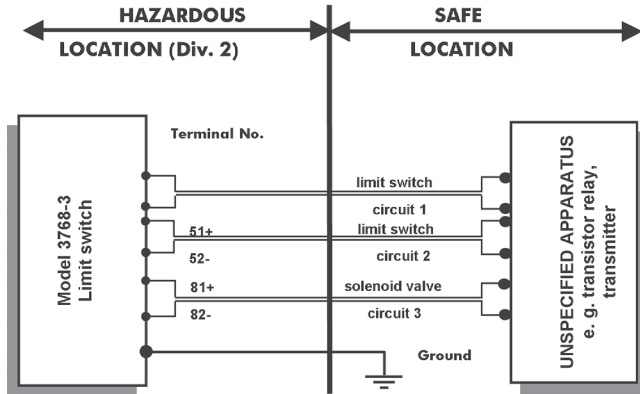 HAZARDOUS
SAFE
LOCATION (Div. 2)
LOCATION
Terminal No.
Model 3768-3
Limit switch
limit switch
circuit 1
51+
limit switch
52-
circuit 2
81+
solenoid valve
82-
circuit 3
Ground
UNSPECIFIED APPARATUS
e. g. transistor relay,
transmitter